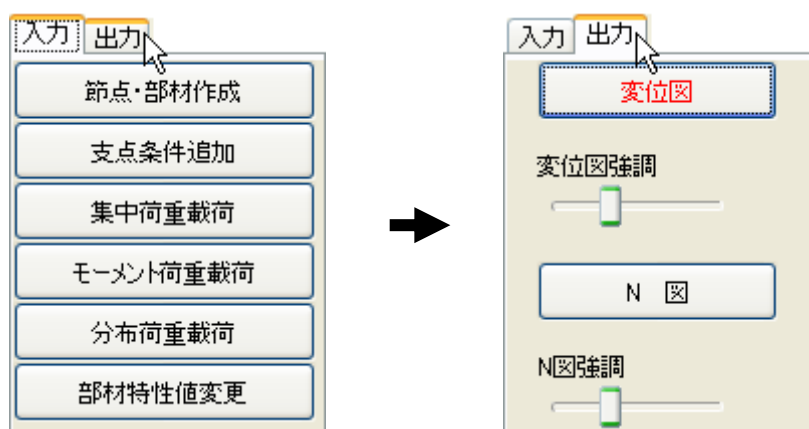 入力 出力
節点・部材作成
支点条件追加
集中荷重載荷
モーメント荷重載荷
分布荷重載荷
部材特性値変更
入力 出力
変位図
変位図強調
N 図
N図強調